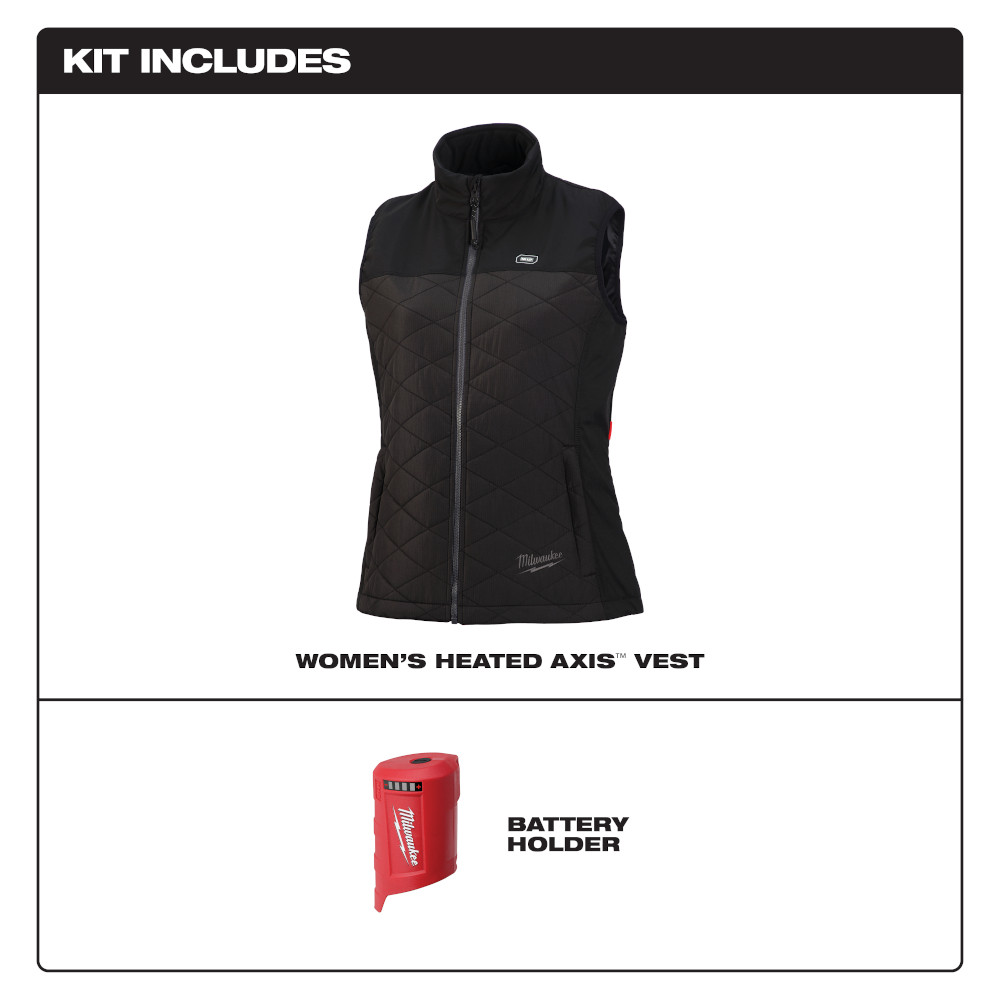 KIT INCLUDES
Milwaukee
WOMEN'S HEATED AXIS™ VEST
Milwaukee
BATTERY
HOLDER